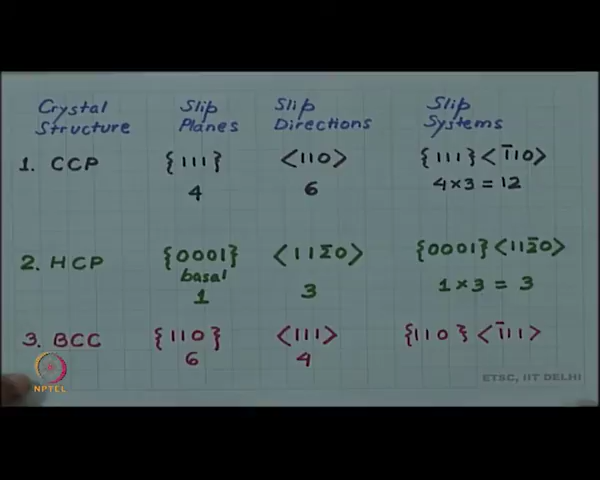 Crystal Structure Slip Planes Slip Directions Slip Systems
1. CCP {111} <110> {111}<1̅10>
4 6 4×3 = 12
2. HCP {0001} <112̅0> {0001}<112̅0>
basal
1 3 1×3 = 3
3. BCC {110} <111> {110}<1̅11>
6 4
NPTEL
ETSC, IIT DELHI